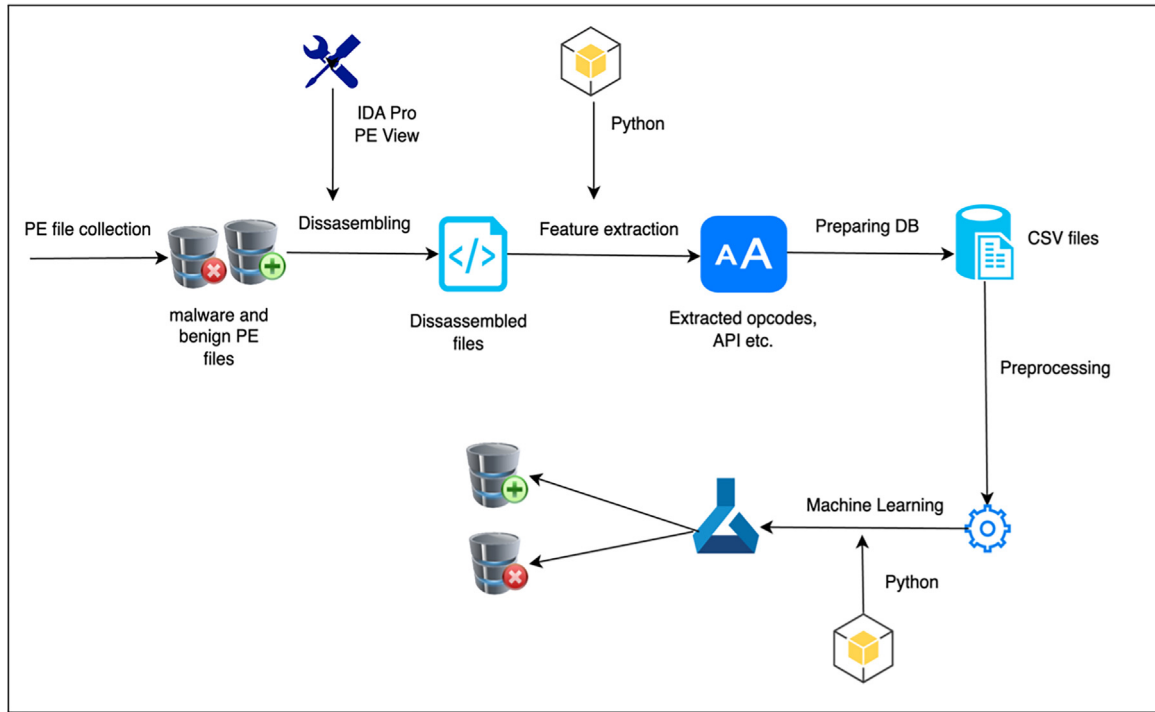 IDA Pro
PE View
Python
PE file collection
Dissasembling
Feature extraction
Preparing DB
CSV files
malware and
benign PE
files
Dissassembled
files
Extracted opcodes,
API etc.
Preprocessing
Machine Learning
Python